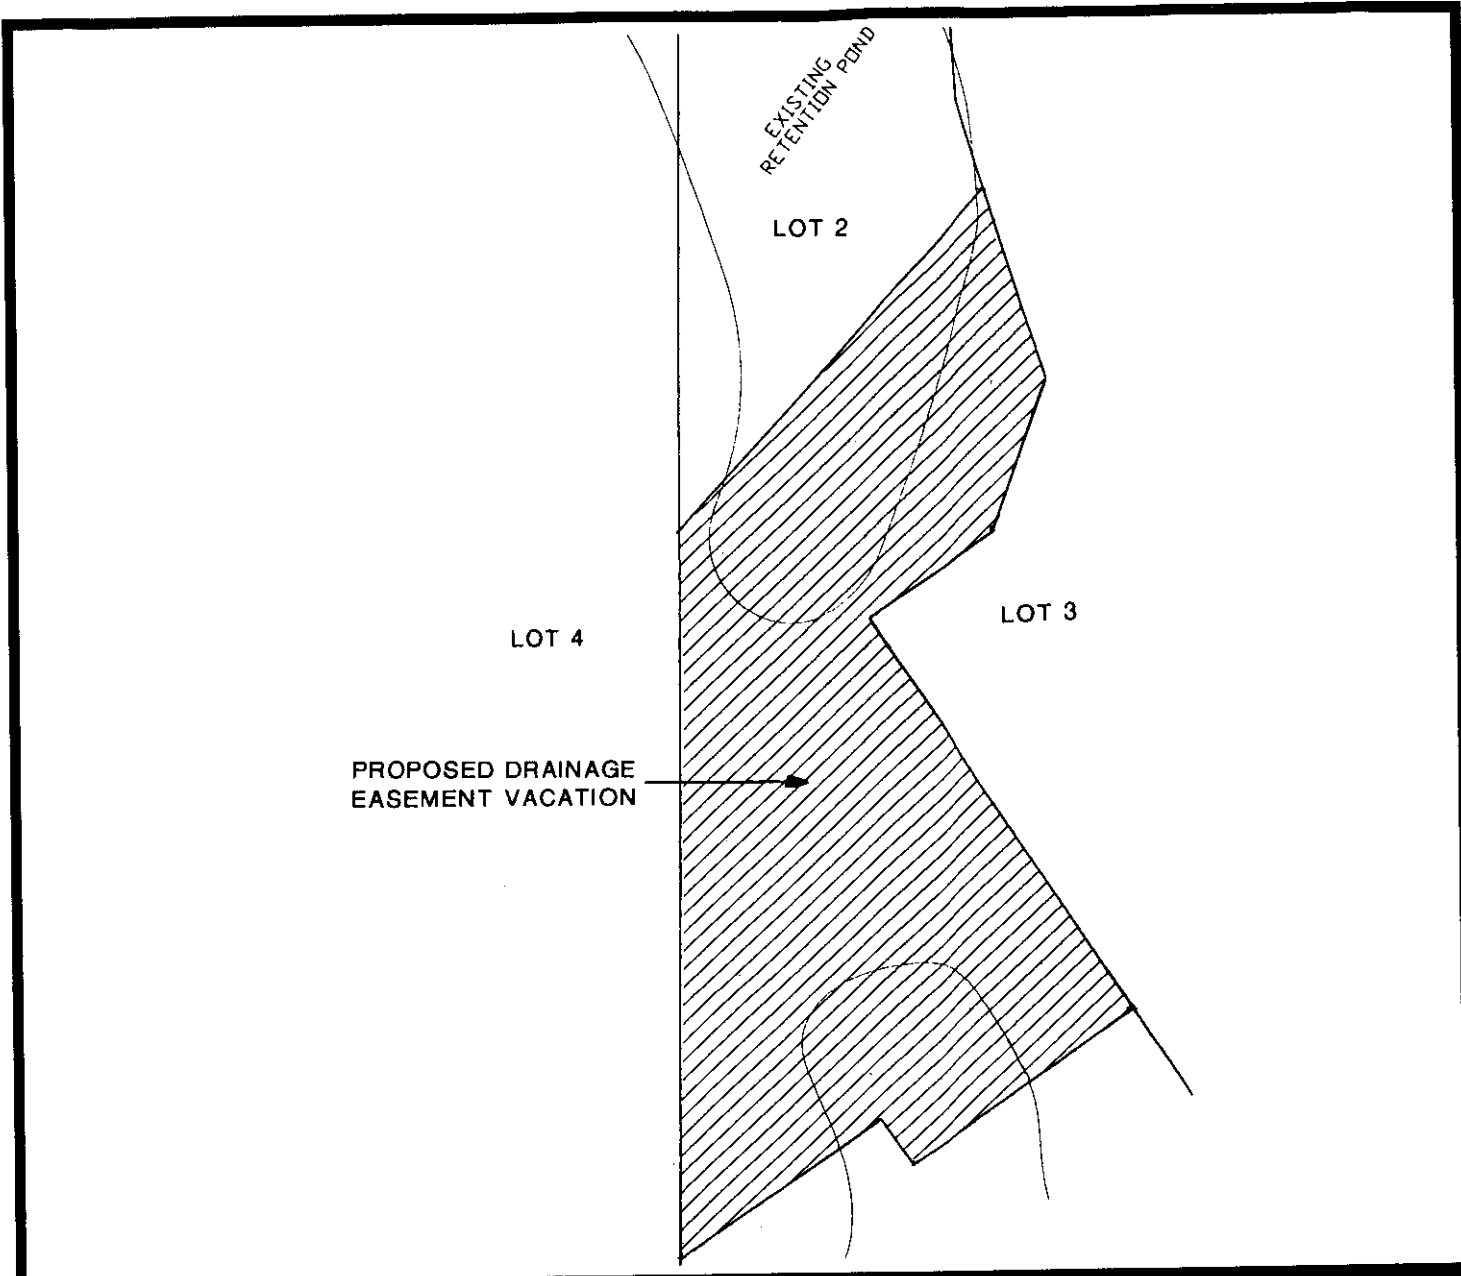 EXISTING
RETENTION POND
LOT 2
LOT 3
LOT 4
PROPOSED DRAINAGE
EASEMENT VACATION